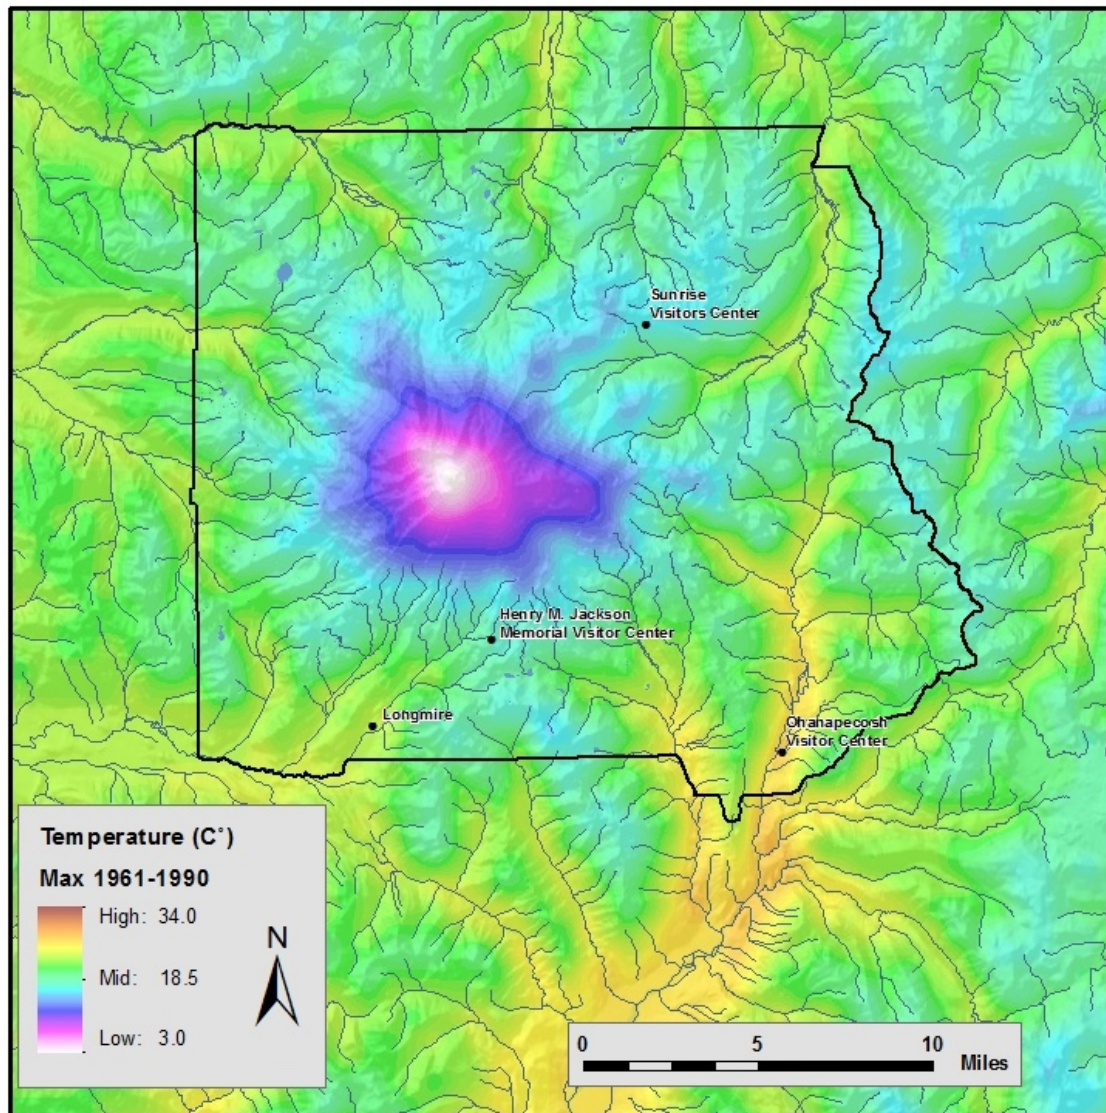 Sunrise
Visitors Center
Henry M. Jackson
Memorial Visitor Center
Longmire
Ohanapecosh
Visitor Center
Temperature (C˚)
Max 1961-1990
High: 34.0
Mid: 18.5
Low: 3.0
N
0 5 10
Miles